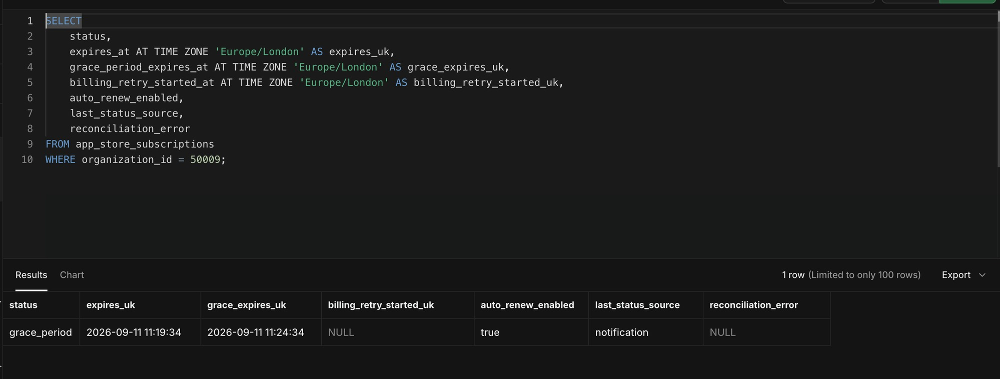 1 SELECT
2 status,
3 expires_at AT TIME ZONE 'Europe/London' AS expires_uk,
4 grace_period_expires_at AT TIME ZONE 'Europe/London' AS grace_expires_uk,
5 billing_retry_started_at AT TIME ZONE 'Europe/London' AS billing_retry_started_uk,
6 auto_renew_enabled,
7 last_status_source,
8 reconciliation_error
9 FROM app_store_subscriptions
10 WHERE organization_id = 50009;
Results Chart 1 row (Limited to only 100 rows) Export
status expires_uk grace_expires_uk billing_retry_started_uk auto_renew_enabled last_status_source reconciliation_error
grace_period 2026-09-11 11:19:34 2026-09-11 11:24:34 NULL true notification NULL